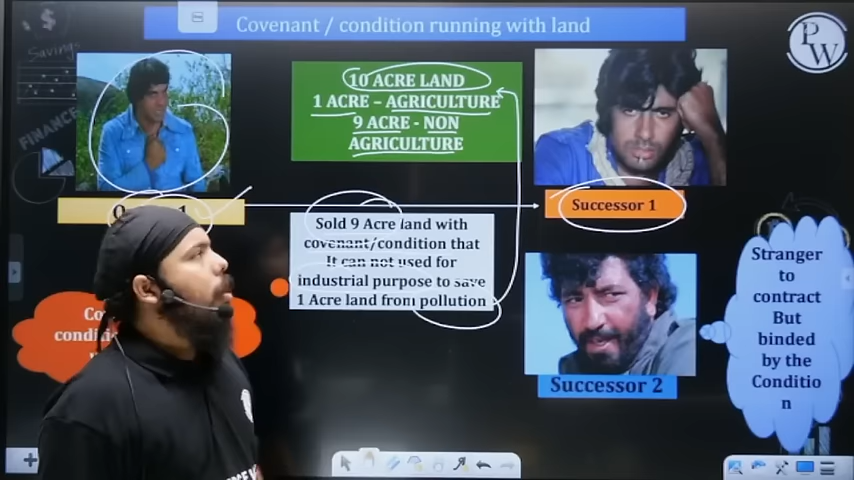 Covenant / condition running with land
$
Savings
FINANCE
10 ACRE LAND
1 ACRE – AGRICULTURE
9 ACRE - NON
AGRICULTURE
PW
1
Successor 1
Sold 9 Acre land with
covenant/condition that
It can not used for
industrial purpose to save
1 Acre land from pollution
Successor 2
Stranger
to
contract
But
binded
by the
Conditio
n